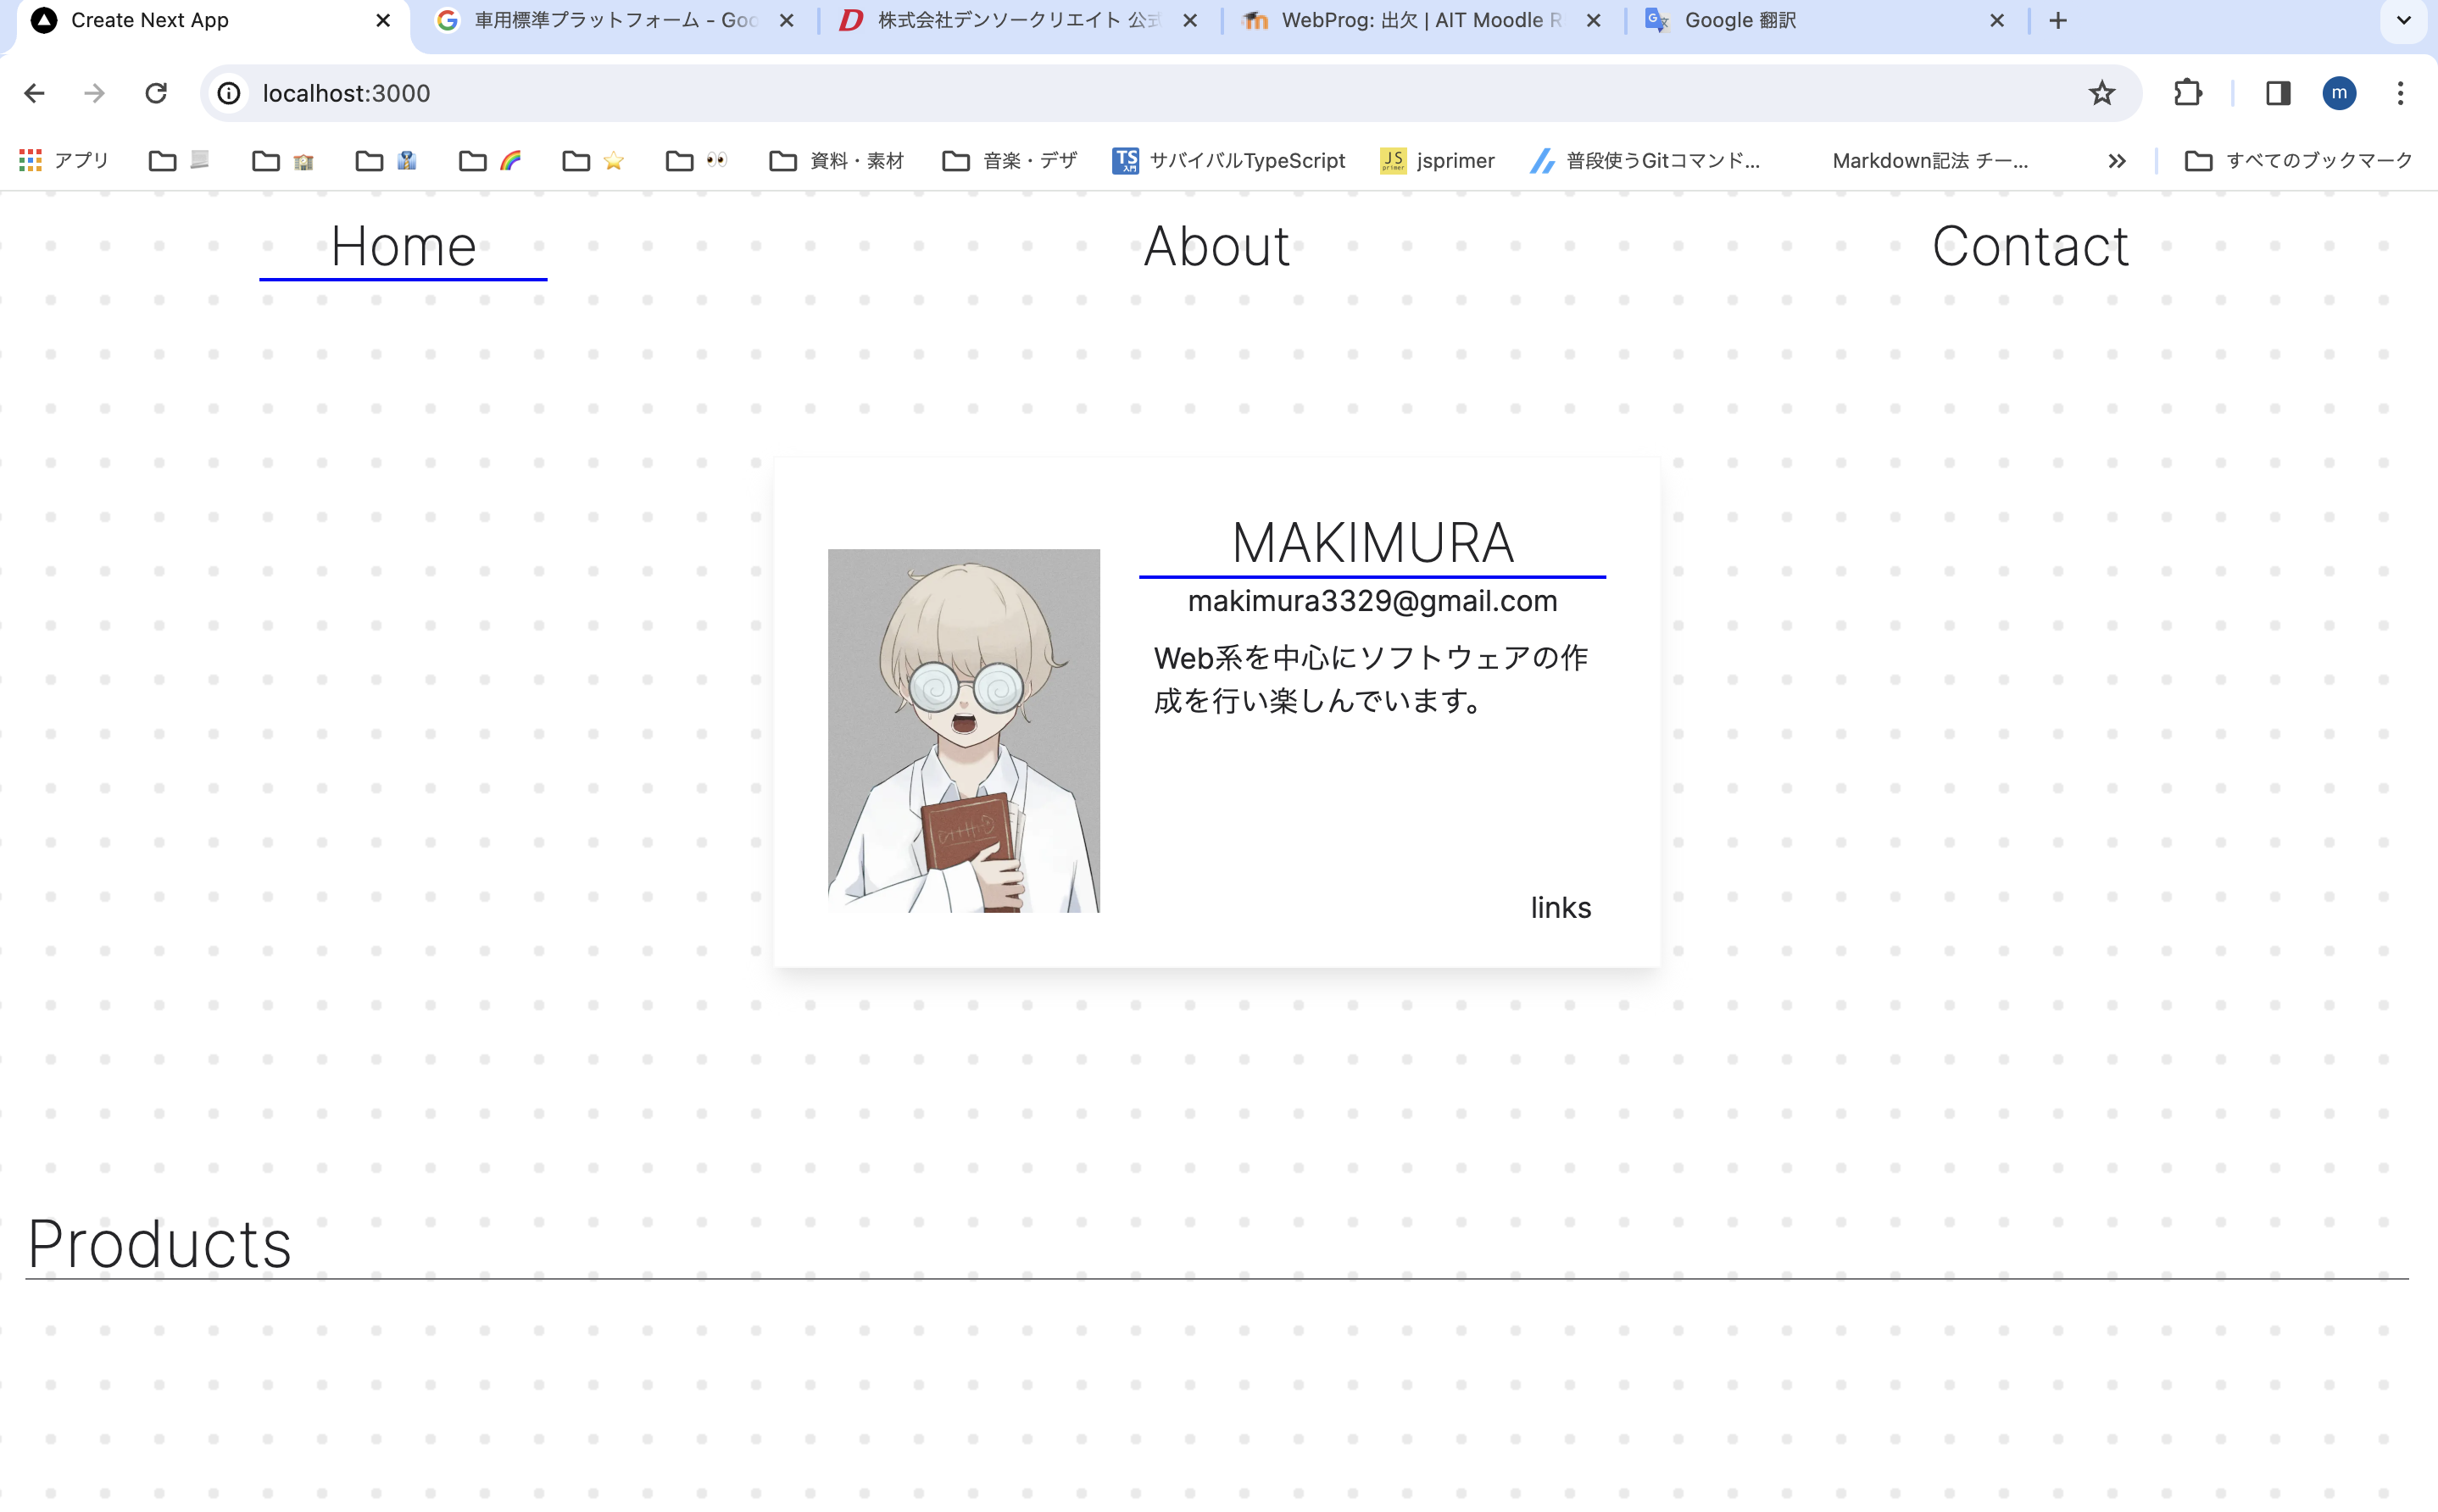 Create Next App
車用標準プラットフォーム - Goo
株式会社デンソークリエイト 公式
WebProg: 出欠 | AIT Moodle R
Google 翻訳
localhost:3000
m
アプリ
資料・素材
音楽・デザ
TS 入門
サバイバルTypeScript
JS primer
jsprimer
普段使うGitコマンド...
Markdown記法 チー...
すべてのブックマーク
Home
About
Contact
MAKIMURA
makimura3329@gmail.com
Web系を中心にソフトウェアの作
成を行い楽しんでいます。
links
Products